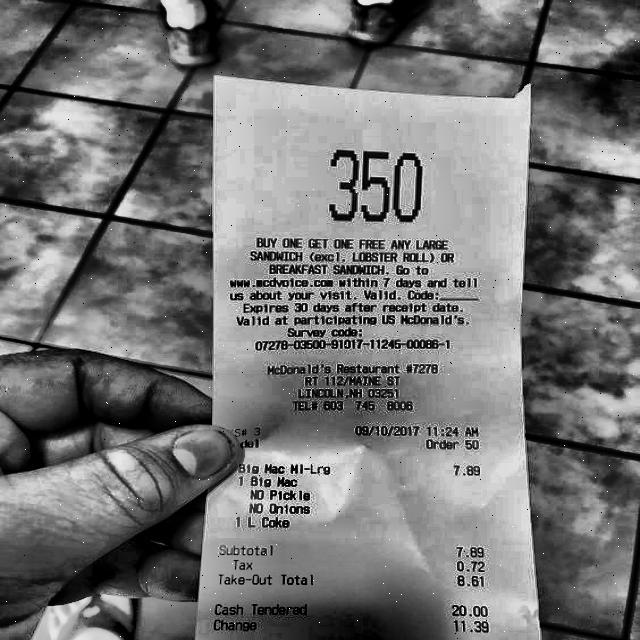 350
BUY ONE GET ONE FREE ANY LARGE
SANDWICH (excl. LOBSTER ROLL) OR
BREAKFAST SANDWICH. Go to
www.mcdvoice.com within 7 days and tell
us about your visit. Valid. Code:______
Expires 30 days after receipt date.
Valid at participating US McDonald's.
Survey code:
07278-03500-91017-11245-00086-1
McDonald's Restaurant #7278
RT 112/MAINE ST
LINCOLN,NH 03251
TEL# 603 745 8006
S# 3 09/10/2017 11:24 AM
del Order 50
Big Mac Ml-Lrg 7.89
1 Big Mac
NO Pickle
NO Onions
1 L Coke
Subtotal 7.89
Tax 0.72
Take-Out Total 8.61
Cash Tendered 20.00
Change 11.39